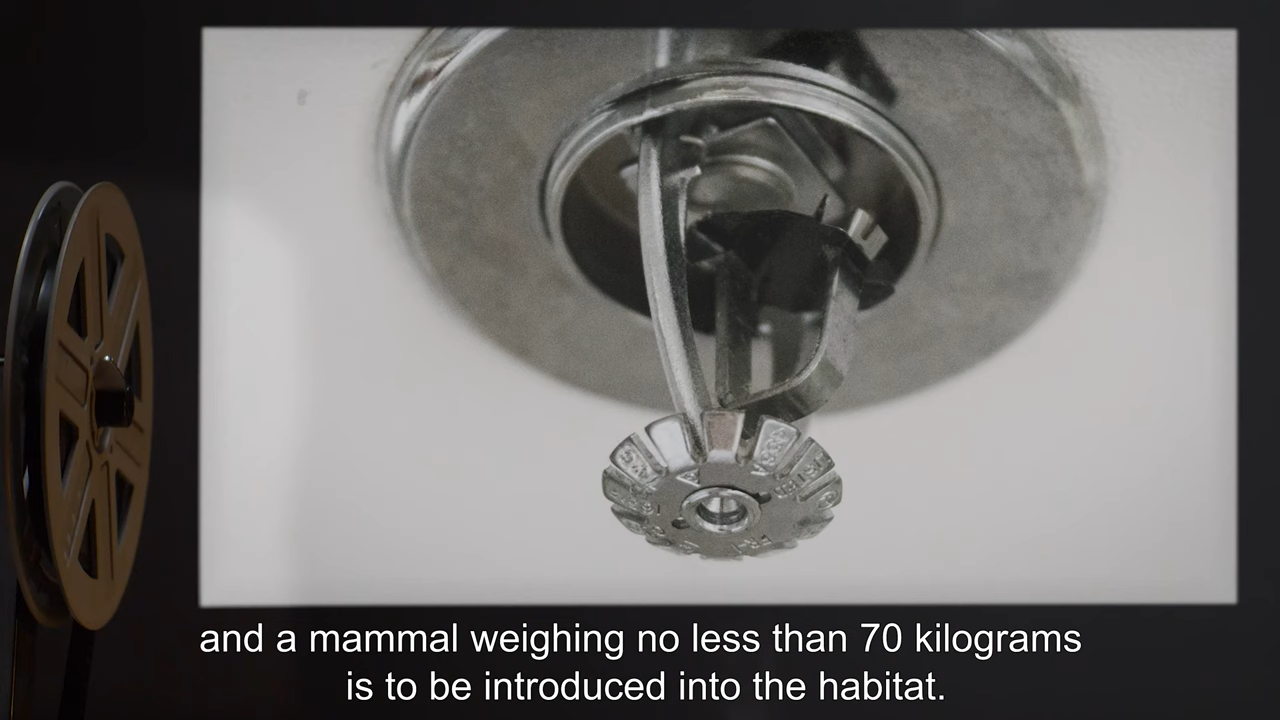 and a mammal weighing no less than 70 kilograms
is to be introduced into the habitat.